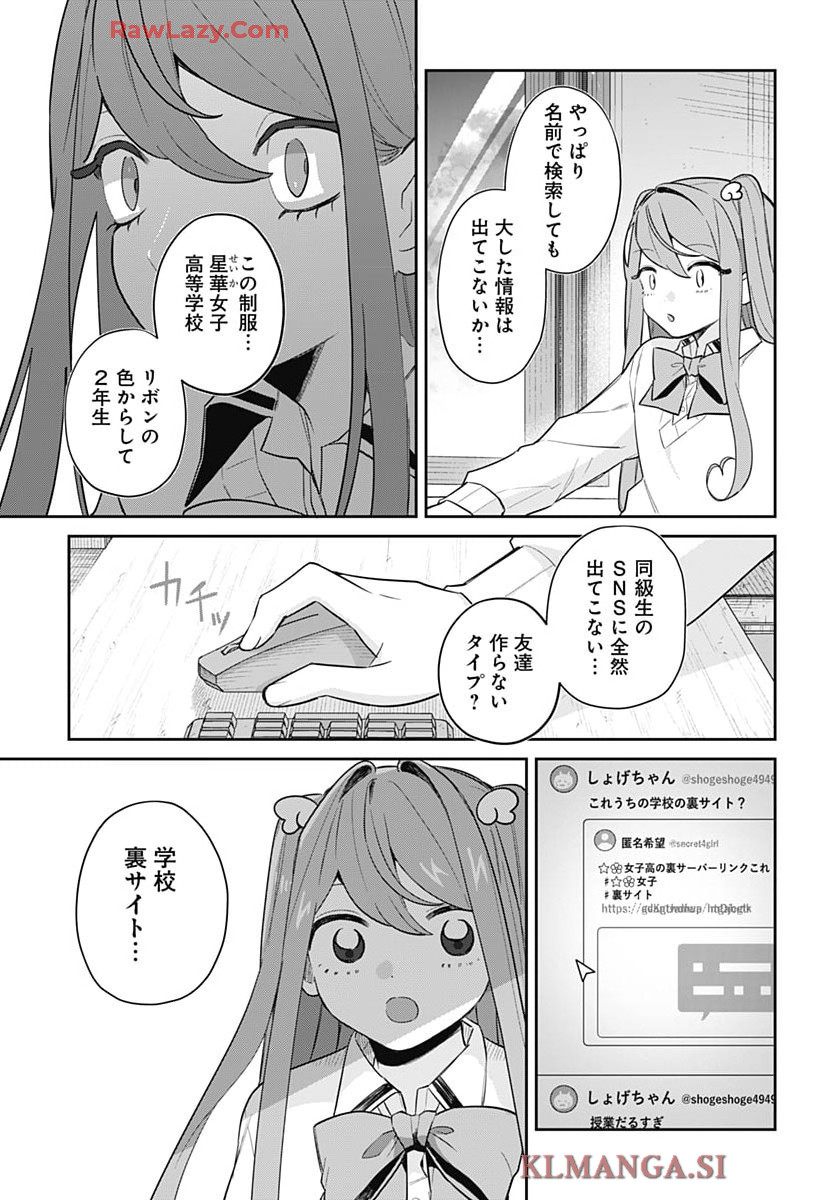 RawLazy.Com
やっぱり
名前で検索しても
大した情報は
出てこないか…
この制服…
星華女子
せいか
高等学校
リボンの
色からして
2年生
同級生の
SNSに全然
出てこない…
友達
作らない
タイプ?
カチッ
しょげちゃん @shogeshoge4949
これうちの学校の裏サイト?
匿名希望 @secret4girl
☆❀女子高の裏サーバーリンクこれ
#☆❀女子
#裏サイト
しょげちゃん @shogeshoge4949
授業だるすぎ
学校
裏サイト…
KLMANGA.SI